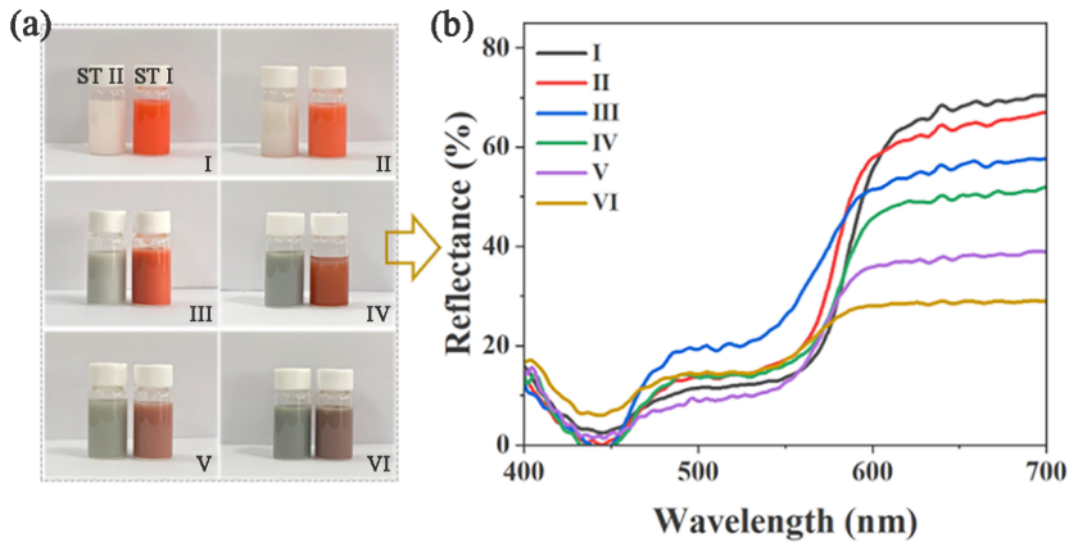 (a)
ST II ST I
I
II
III
IV
V
VI
(b)
Reflectance (%)
80
60
40
20
0
I
II
III
IV
V
VI
400
500
600
700
Wavelength (nm)